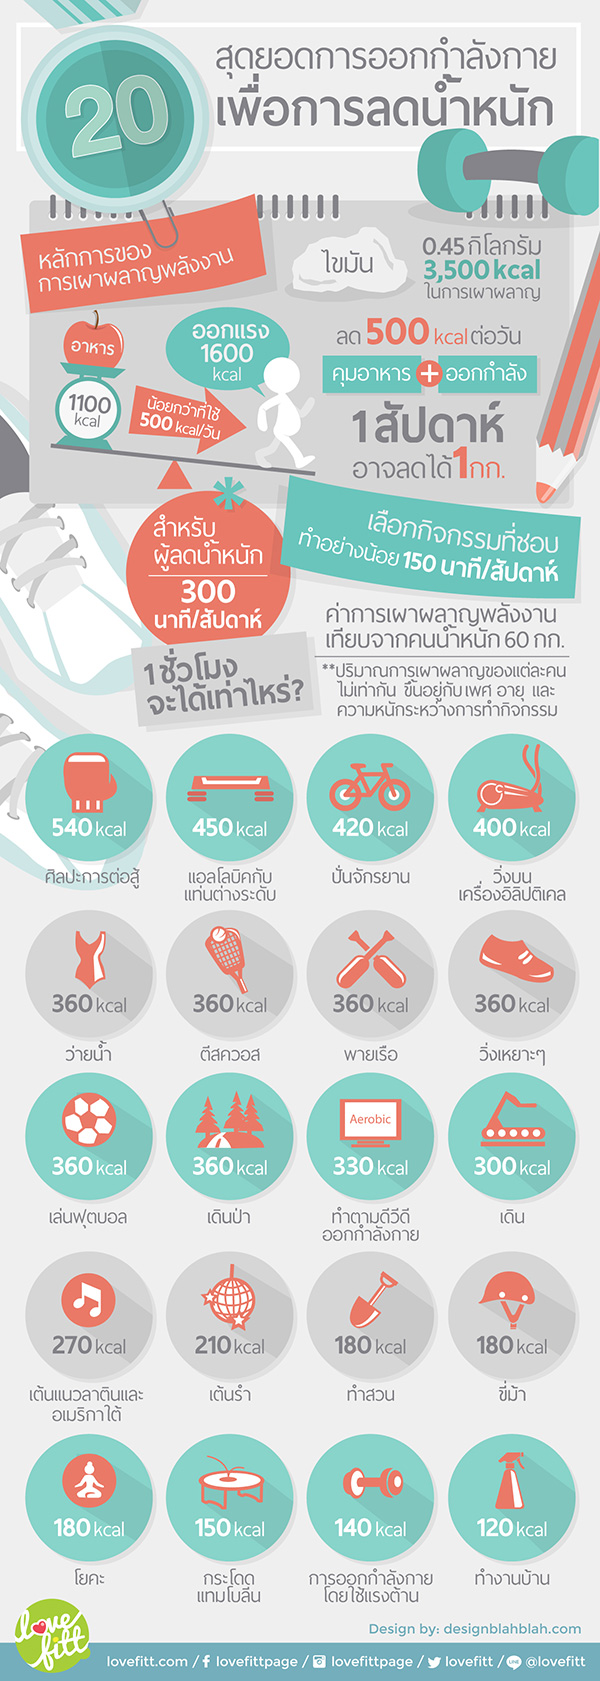 20
สุดยอดการออกกำลังกาย
เพื่อการลดน้ำหนัก
หลักการของ
การเผาผลาญพลังงาน
ไขมัน
0.45 กิโลกรัม
3,500 kcal
ในการเผาผลาญ
อาหาร
1100
kcal
น้อยกว่าที่ใช้
500 kcal/วัน
ออกแรง
1600
kcal
ลด 500 kcal ต่อวัน
คุมอาหาร + ออกกำลัง
1 สัปดาห์
อาจลดได้ 1 กก.
*
สำหรับ
ผู้ลดน้ำหนัก
300
นาที/สัปดาห์
เลือกกิจกรรมที่ชอบ
ทำอย่างน้อย 150 นาที/สัปดาห์
1 ชั่วโมง
จะได้เท่าไหร่?
ค่าการเผาผลาญพลังงาน
เทียบจากคนน้ำหนัก 60 กก.
**ปริมาณการเผาผลาญของแต่ละคน
ไม่เท่ากัน ขึ้นอยู่กับเพศ อายุ และ
ความหนักระหว่างการทำกิจกรรม
540 kcal
ศิลปะการต่อสู้
450 kcal
แอลโลบิคกับ
แท่นต่างระดับ
420 kcal
ปั่นจักรยาน
400 kcal
วิ่งบน
เครื่องอิลิปติเคล
360 kcal
ว่ายน้ำ
360 kcal
ตีสควอส
360 kcal
พายเรือ
360 kcal
วิ่งเหยาะๆ
360 kcal
เล่นฟุตบอล
360 kcal
เดินป่า
Aerobic
330 kcal
ทำตามดีวีดี
ออกกำลังกาย
300 kcal
เดิน
270 kcal
เต้นแนวลาตินและ
อเมริกาใต้
210 kcal
เต้นรำ
180 kcal
ทำสวน
180 kcal
ขี่ม้า
180 kcal
โยคะ
150 kcal
กระโดด
แทมโบลีน
140 kcal
การออกกำลังกาย
โดยใช้แรงต้าน
120 kcal
ทำงานบ้าน
love
fitt
Design by: designblahblah.com
lovefitt.com / f lovefittpage / lovefittpage / lovefitt / LINE @lovefitt